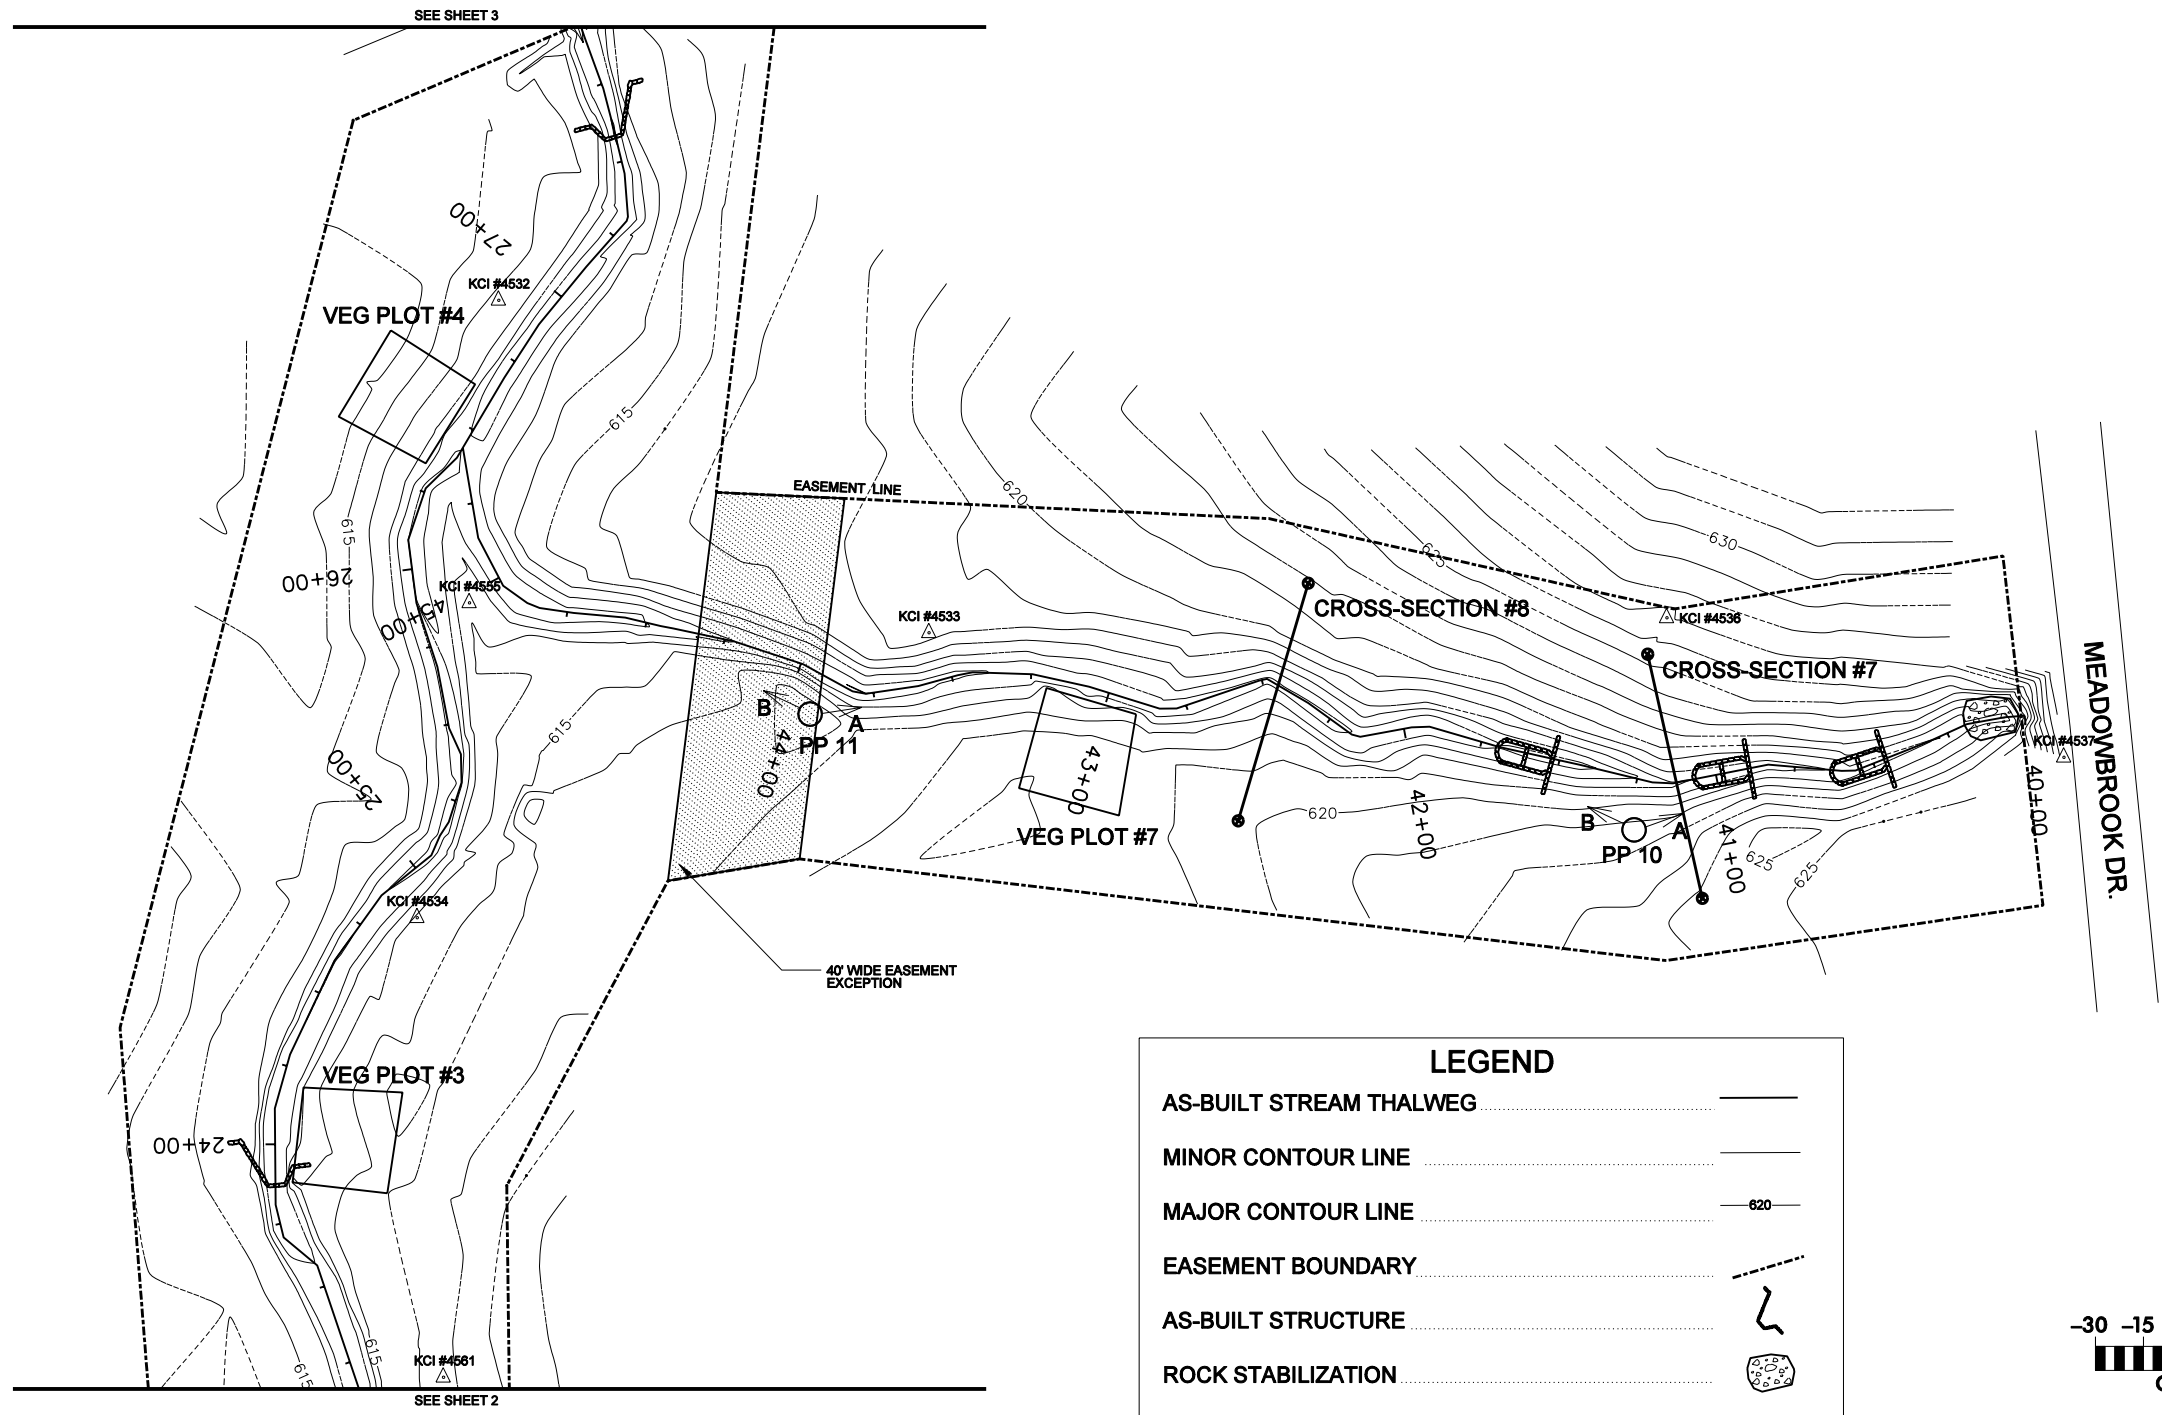 SEE SHEET 3
27+00
KCI #4532
VEG PLOT #4
615
615
EASEMENT LINE
620
625
630
26+00
KCI #4555
45+00
KCI #4533
CROSS-SECTION #8
KCI #4536
CROSS-SECTION #7
MEADOWBROOK DR.
B
A
PP 11
44+00
615
43+00
VEG PLOT #7
25+00
KCI #4537
40+00
620
42+00
B
A
PP 10
41+00
625
625
KCI #4534
40' WIDE EASEMENT
EXCEPTION
VEG PLOT #3
24+00
615
615
KCI #4561
SEE SHEET 2
LEGEND
AS-BUILT STREAM THALWEG
MINOR CONTOUR LINE
MAJOR CONTOUR LINE
620
EASEMENT BOUNDARY
AS-BUILT STRUCTURE
ROCK STABILIZATION
-30 -15